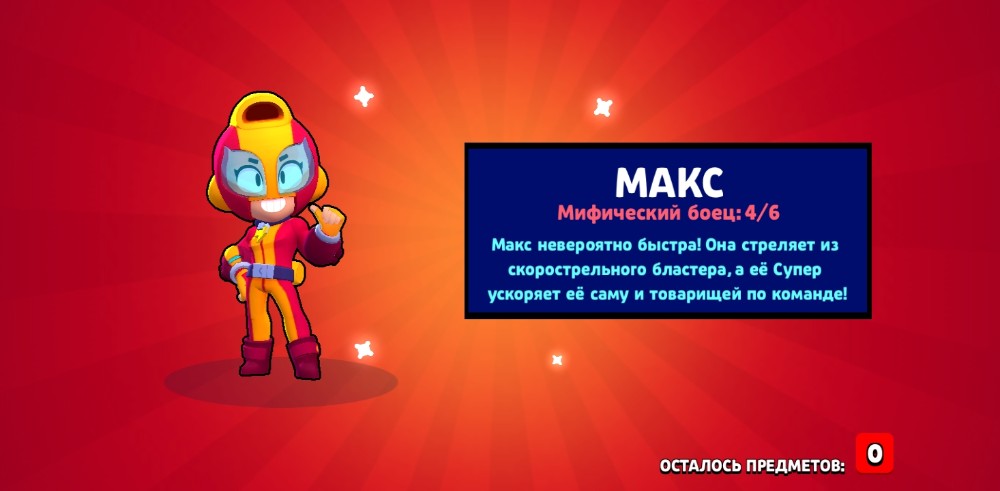 МАКС
Мифический боец: 4/6
Макс невероятно быстра! Она стреляет из
скорострельного бластера, а её Супер
ускоряет её саму и товарищей по команде!
ОСТАЛОСЬ ПРЕДМЕТОВ: 0